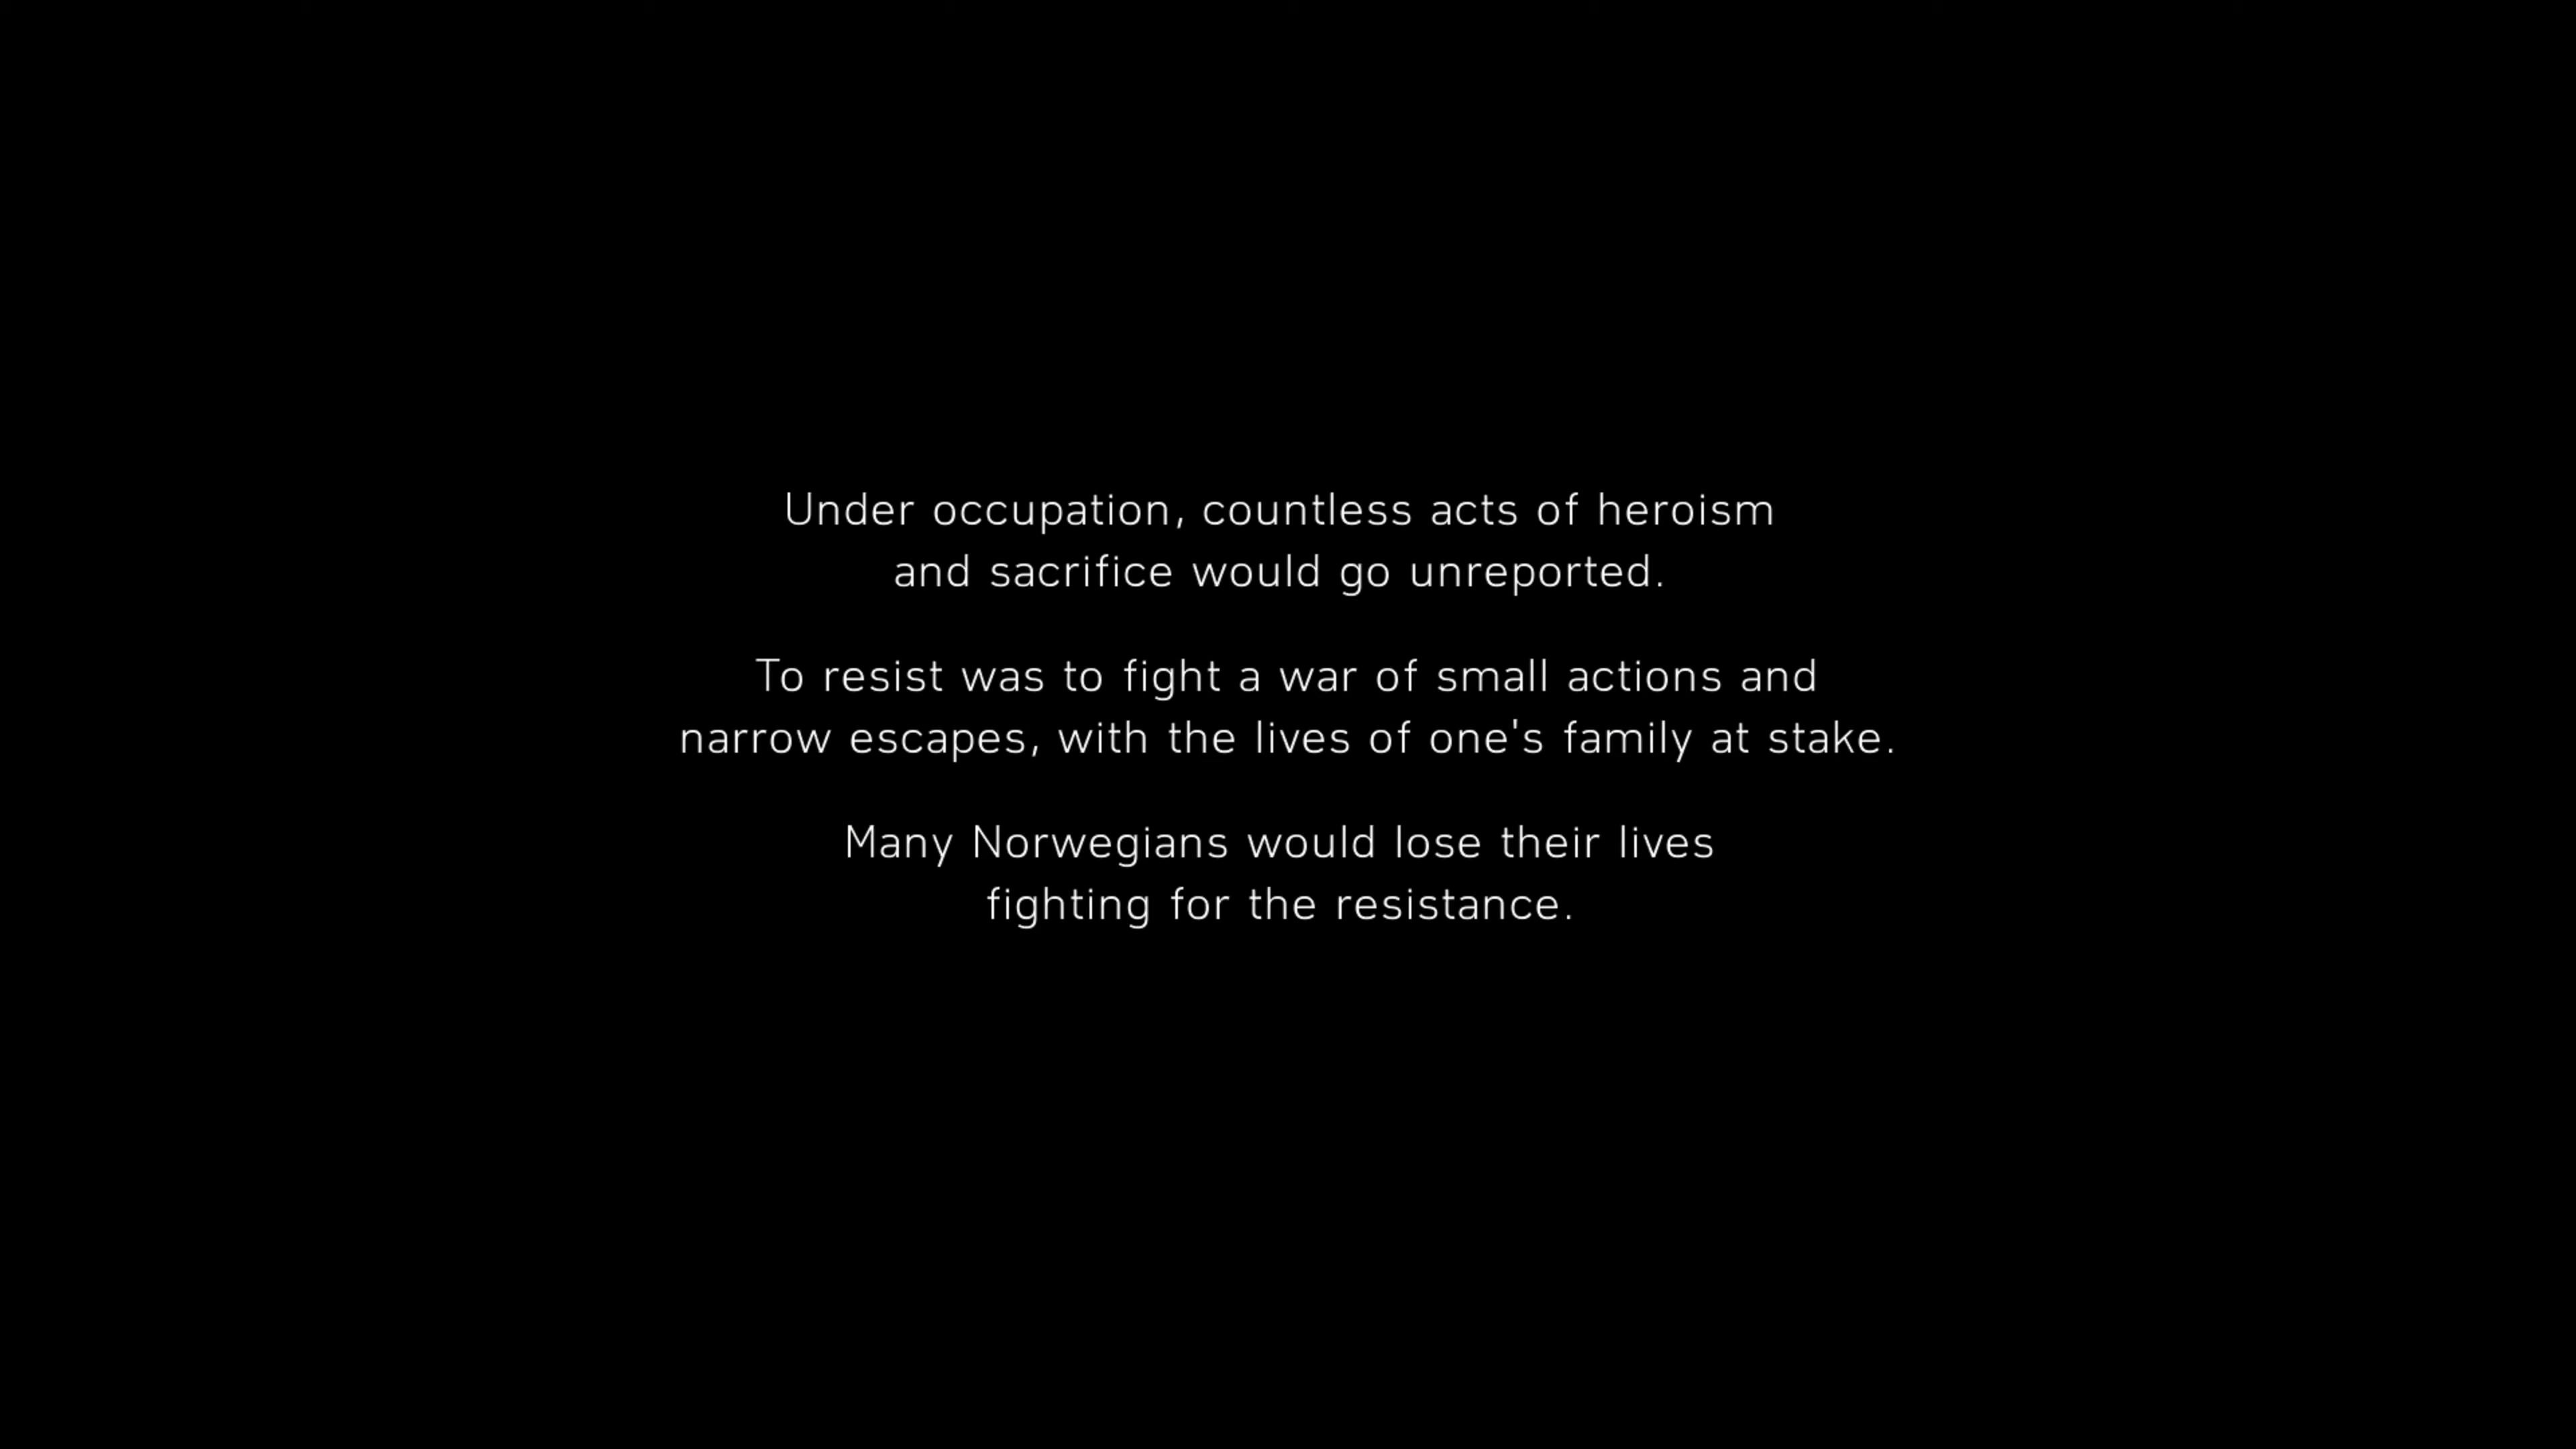 Under occupation, countless acts of heroism
and sacrifice would go unreported.
To resist was to fight a war of small actions and
narrow escapes, with the lives of one's family at stake.
Many Norwegians would lose their lives
fighting for the resistance.